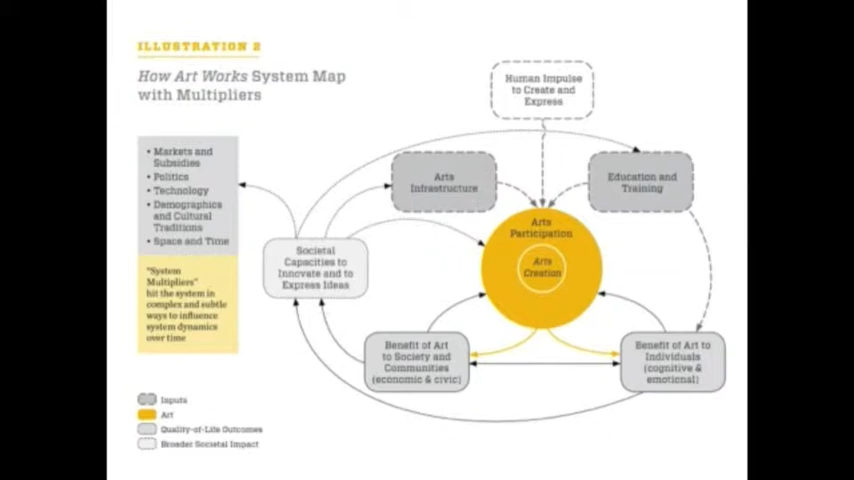 ILLUSTRATION 2
How Art Works System Map
with Multipliers
Human Impulse
to Create and
Express
• Markets and
Subsidies
• Politics
• Technology
• Demographics
and Cultural
Traditions
• Space and Time
Arts
Infrastructure
Education and
Training
Arts
Participation
Arts
Creation
Societal
Capacities to
Innovate and to
Express Ideas
"System
Multipliers"
hit the system in
complex and subtle
ways to influence
system dynamics
over time
Benefit of Art
to Society and
Communities
(economic & civic)
Benefit of Art to
Individuals
(cognitive &
emotional)
Inputs
Art
Quality-of-Life Outcomes
Broader Societal Impact